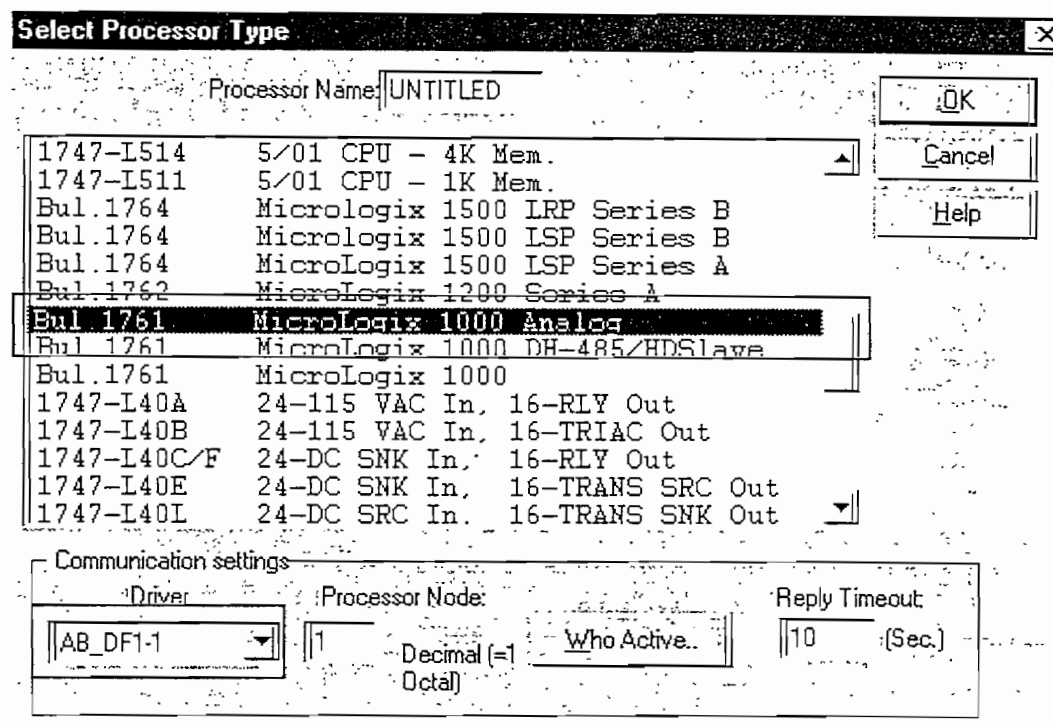 Select Processor Type
Processor Name: UNTITLED
OK
Cancel
Help
1747-L514 5/01 CPU - 4K Mem.
1747-L511 5/01 CPU - 1K Mem.
Bul.1764 Micrologix 1500 LRP Series B
Bul.1764 Micrologix 1500 LSP Series B
Bul.1764 MicroLogix 1500 LSP Series A
Bul.1762 MicroLogix 1200 Series A
Bul.1761 MicroLogix 1000 Analog
Bul.1761 MicroLogix 1000 DH-485/HDSlave
Bul.1761 MicroLogix 1000
1747-L40A 24-115 VAC In, 16-RLY Out
1747-L40B 24-115 VAC In, 16-TRIAC Out
1747-L40C/F 24-DC SNK In, 16-RLY Out
1747-L40E 24-DC SNK In, 16-TRANS SRC Out
1747-L40L 24-DC SRC In. 16-TRANS SNK Out
Communication settings
Driver Processor Node: Reply Timeout:
AB_DF1-1 1 Decimal (=1 Octal) Who Active.. 10 (Sec.)